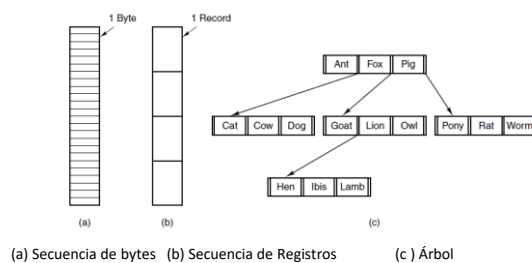 1 Byte
1 Record
Ant Fox Pig
Cat Cow Dog
Goat Lion Owl
Pony Rat Worm
Hen Ibis Lamb
(a) (b) (c)
(a) Secuencia de bytes (b) Secuencia de Registros (c ) Árbol